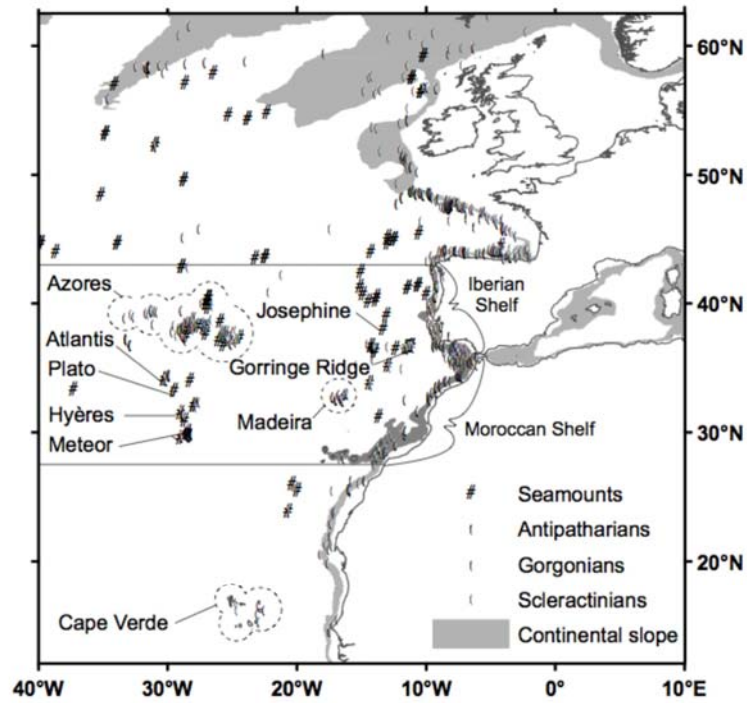 60°N
50°N
Azores
Josephine
Iberian
Shelf
40°N
Atlantis
Plato
Gorringe Ridge
Hyères
Madeira
Moroccan Shelf
Meteor
30°N
# Seamounts
Antipatharians
20°N
Gorgonians
Scleractinians
Cape Verde
Continental slope
40°W 30°W 20°W 10°W 0° 10°E